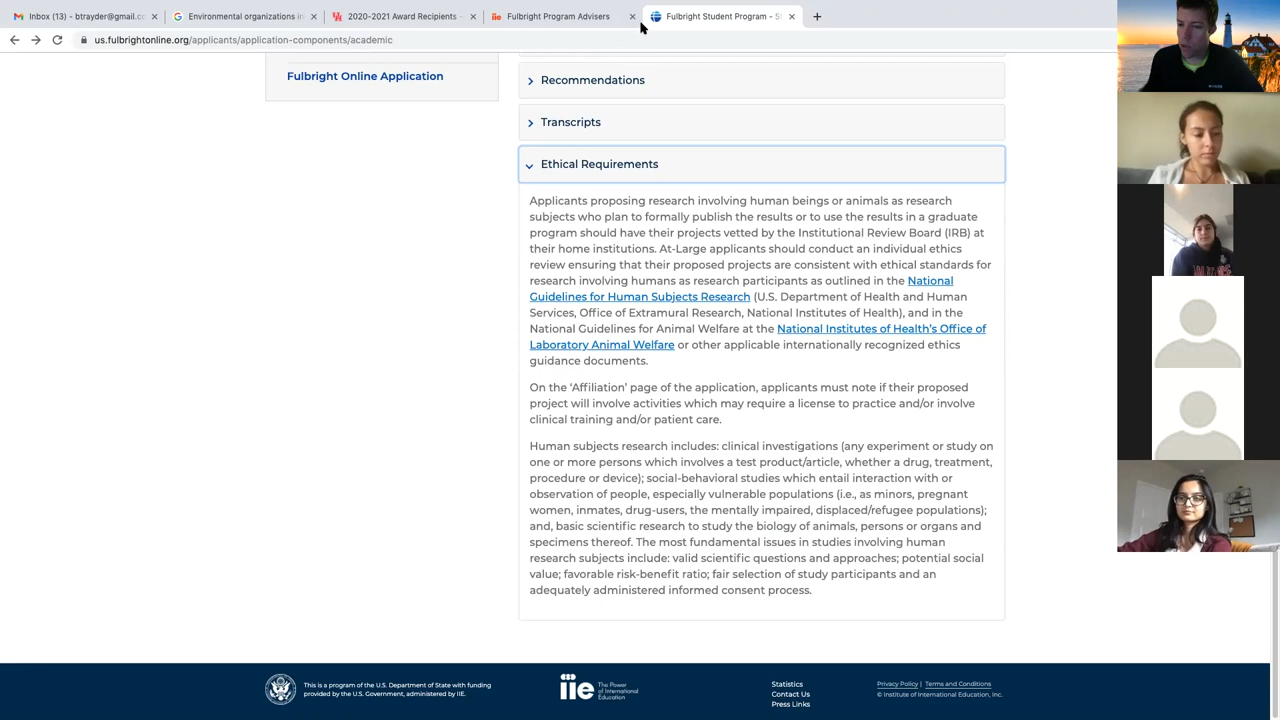 Inbox (13) - btrayder@gmail.co
Environmental organizations in
2020-2021 Award Recipients -
Fulbright Program Advisers
Fulbright Student Program - S
us.fulbrightonline.org/applicants/application-components/academic
Fulbright Online Application
Recommendations
Transcripts
Ethical Requirements
Applicants proposing research involving human beings or animals as research
subjects who plan to formally publish the results or to use the results in a graduate
program should have their projects vetted by the Institutional Review Board (IRB) at
their home institutions. At-Large applicants should conduct an individual ethics
review ensuring that their proposed projects are consistent with ethical standards for
research involving humans as research participants as outlined in the National
Guidelines for Human Subjects Research (U.S. Department of Health and Human
Services, Office of Extramural Research, National Institutes of Health), and in the
National Guidelines for Animal Welfare at the National Institutes of Health's Office of
Laboratory Animal Welfare or other applicable internationally recognized ethics
guidance documents.
On the 'Affiliation' page of the application, applicants must note if their proposed
project will involve activities which may require a license to practice and/or involve
clinical training and/or patient care.
Human subjects research includes: clinical investigations (any experiment or study on
one or more persons which involves a test product/article, whether a drug, treatment,
procedure or device); social-behavioral studies which entail interaction with or
observation of people, especially vulnerable populations (i.e., as minors, pregnant
women, inmates, drug-users, the mentally impaired, displaced/refugee populations);
and, basic scientific research to study the biology of animals, persons or organs and
specimens thereof. The most fundamental issues in studies involving human
research subjects include: valid scientific questions and approaches; potential social
value; favorable risk-benefit ratio; fair selection of study participants and an
adequately administered informed consent process.
This is a program of the U.S. Department of State with funding
provided by the U.S. Government, administered by IIE.
iie The Power of International Education
Statistics
Contact Us
Press Links
Privacy Policy | Terms and Conditions
© Institute of International Education, Inc.